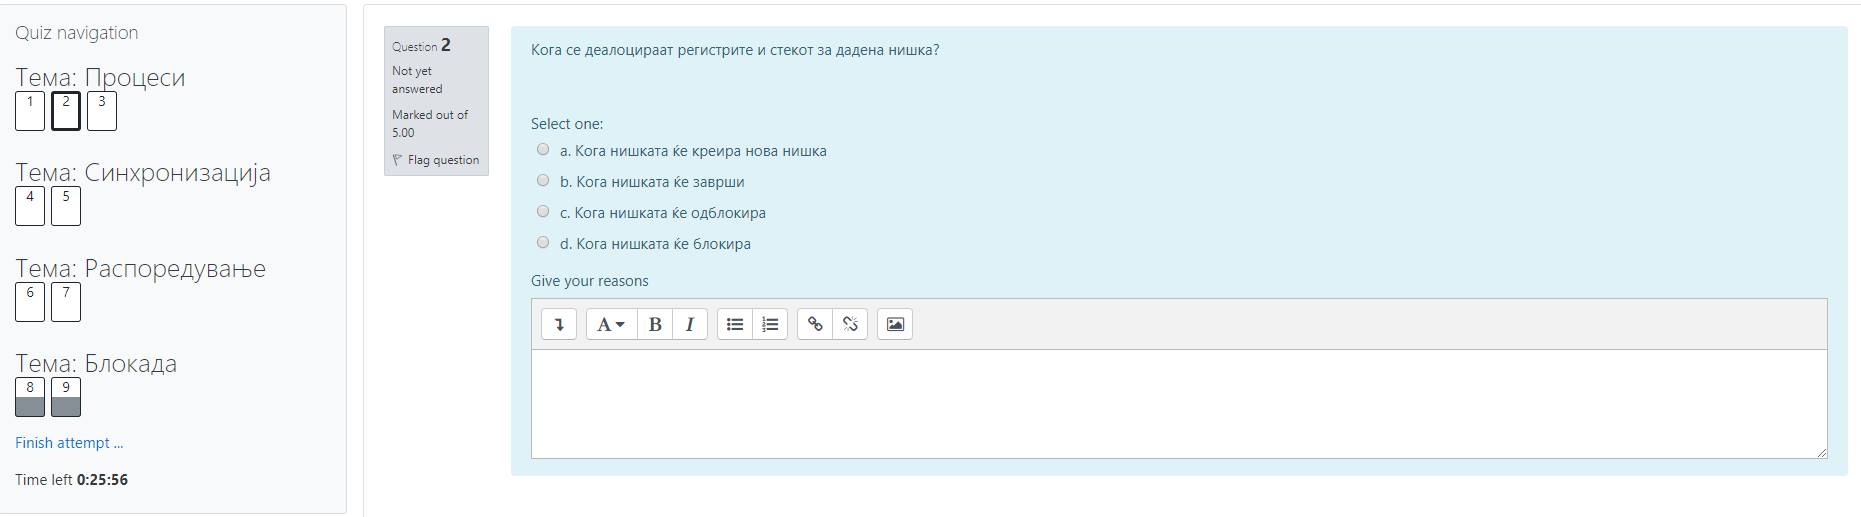 Quiz navigation
Тема: Процеси
1 2 3
Тема: Синхронизација
4 5
Тема: Распоредување
6 7
Тема: Блокада
8 9
Finish attempt ...
Time left 0:25:56
Question 2
Not yet
answered
Marked out of
5.00
Flag question
Кога се деалоцираат регистрите и стекот за дадена нишка?
Select one:
a. Кога нишката ќе креира нова нишка
b. Кога нишката ќе заврши
c. Кога нишката ќе одблокира
d. Кога нишката ќе блокира
Give your reasons
A B I